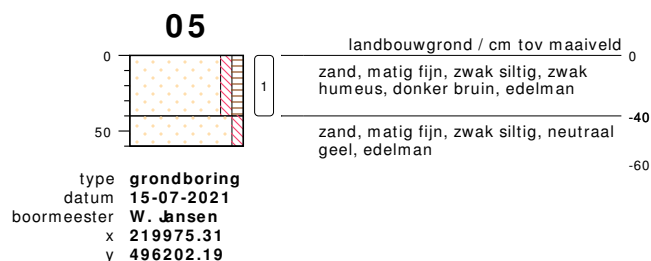 05
landbouwgrond / cm tov maaiveld
0
0
zand, matig fijn, zwak siltig, zwak
humeus, donker bruin, edelman
1
-40
50
zand, matig fijn, zwak siltig, neutraal
geel, edelman
-60
type grondboring
datum 15-07-2021
boormeester W. Jansen
x 219975.31
y 496202.19